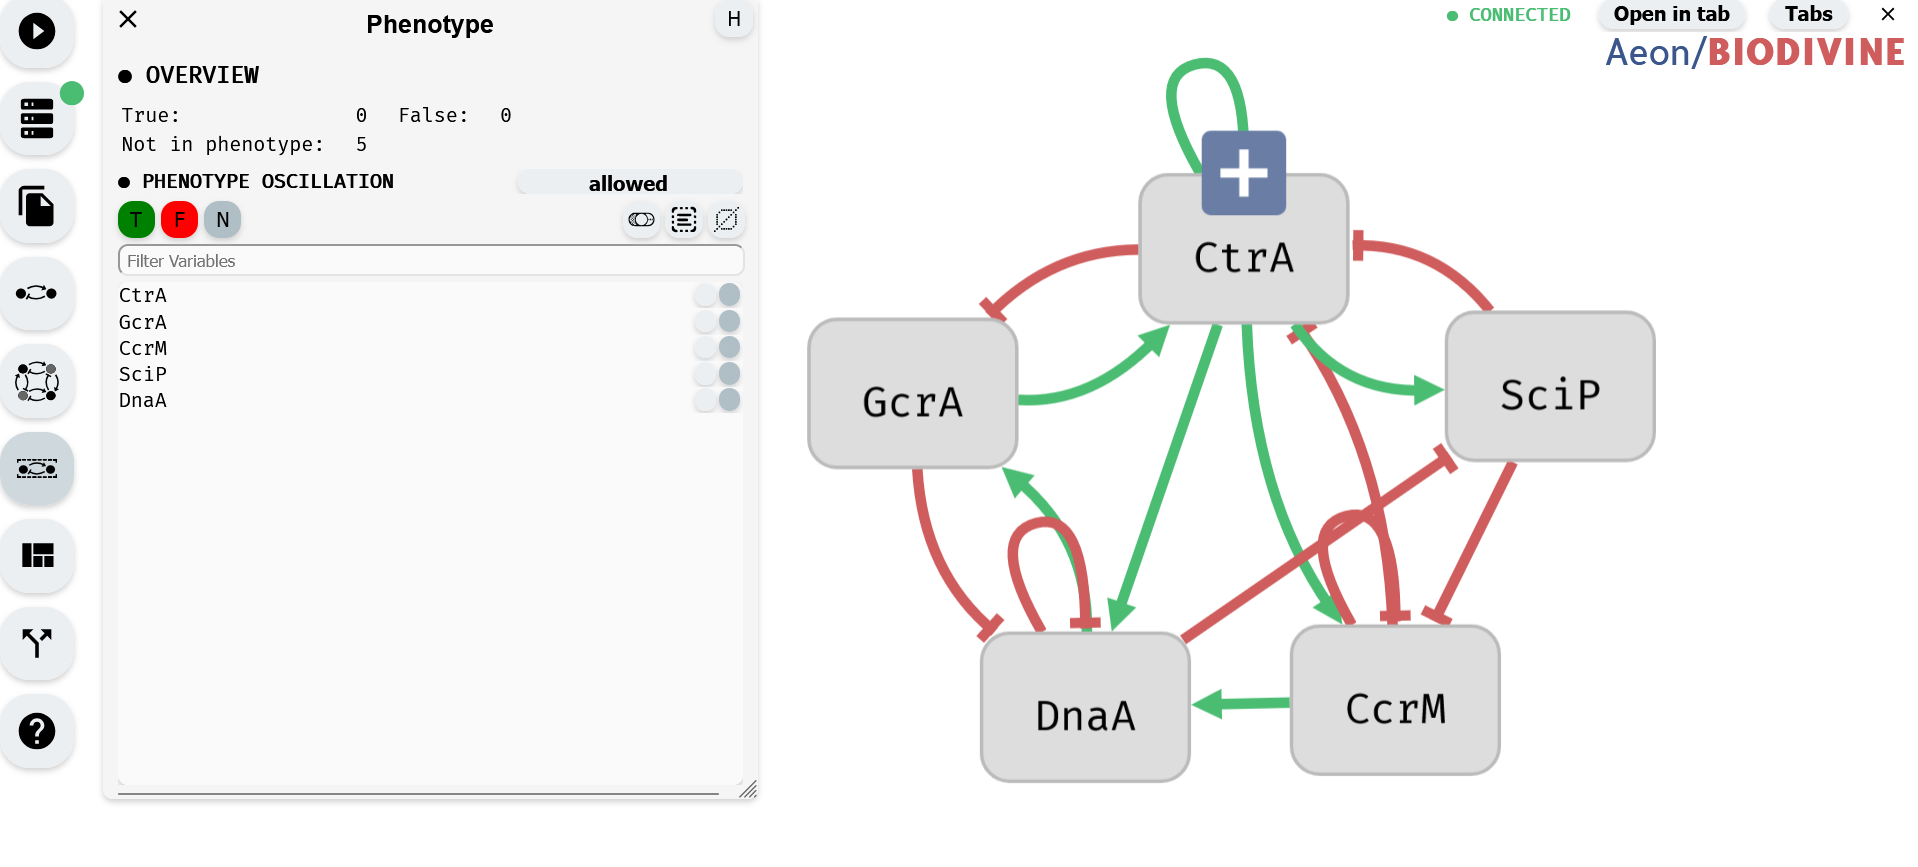 Phenotype
H
OVERVIEW
True: 0 False: 0
Not in phenotype: 5
PHENOTYPE OSCILLATION
allowed
T F N
Filter Variables
CtrA
GcrA
CcrM
SciP
DnaA
CONNECTED
Open in tab
Tabs
Aeon/BIODIVINE
CtrA
GcrA
SciP
DnaA
CcrM